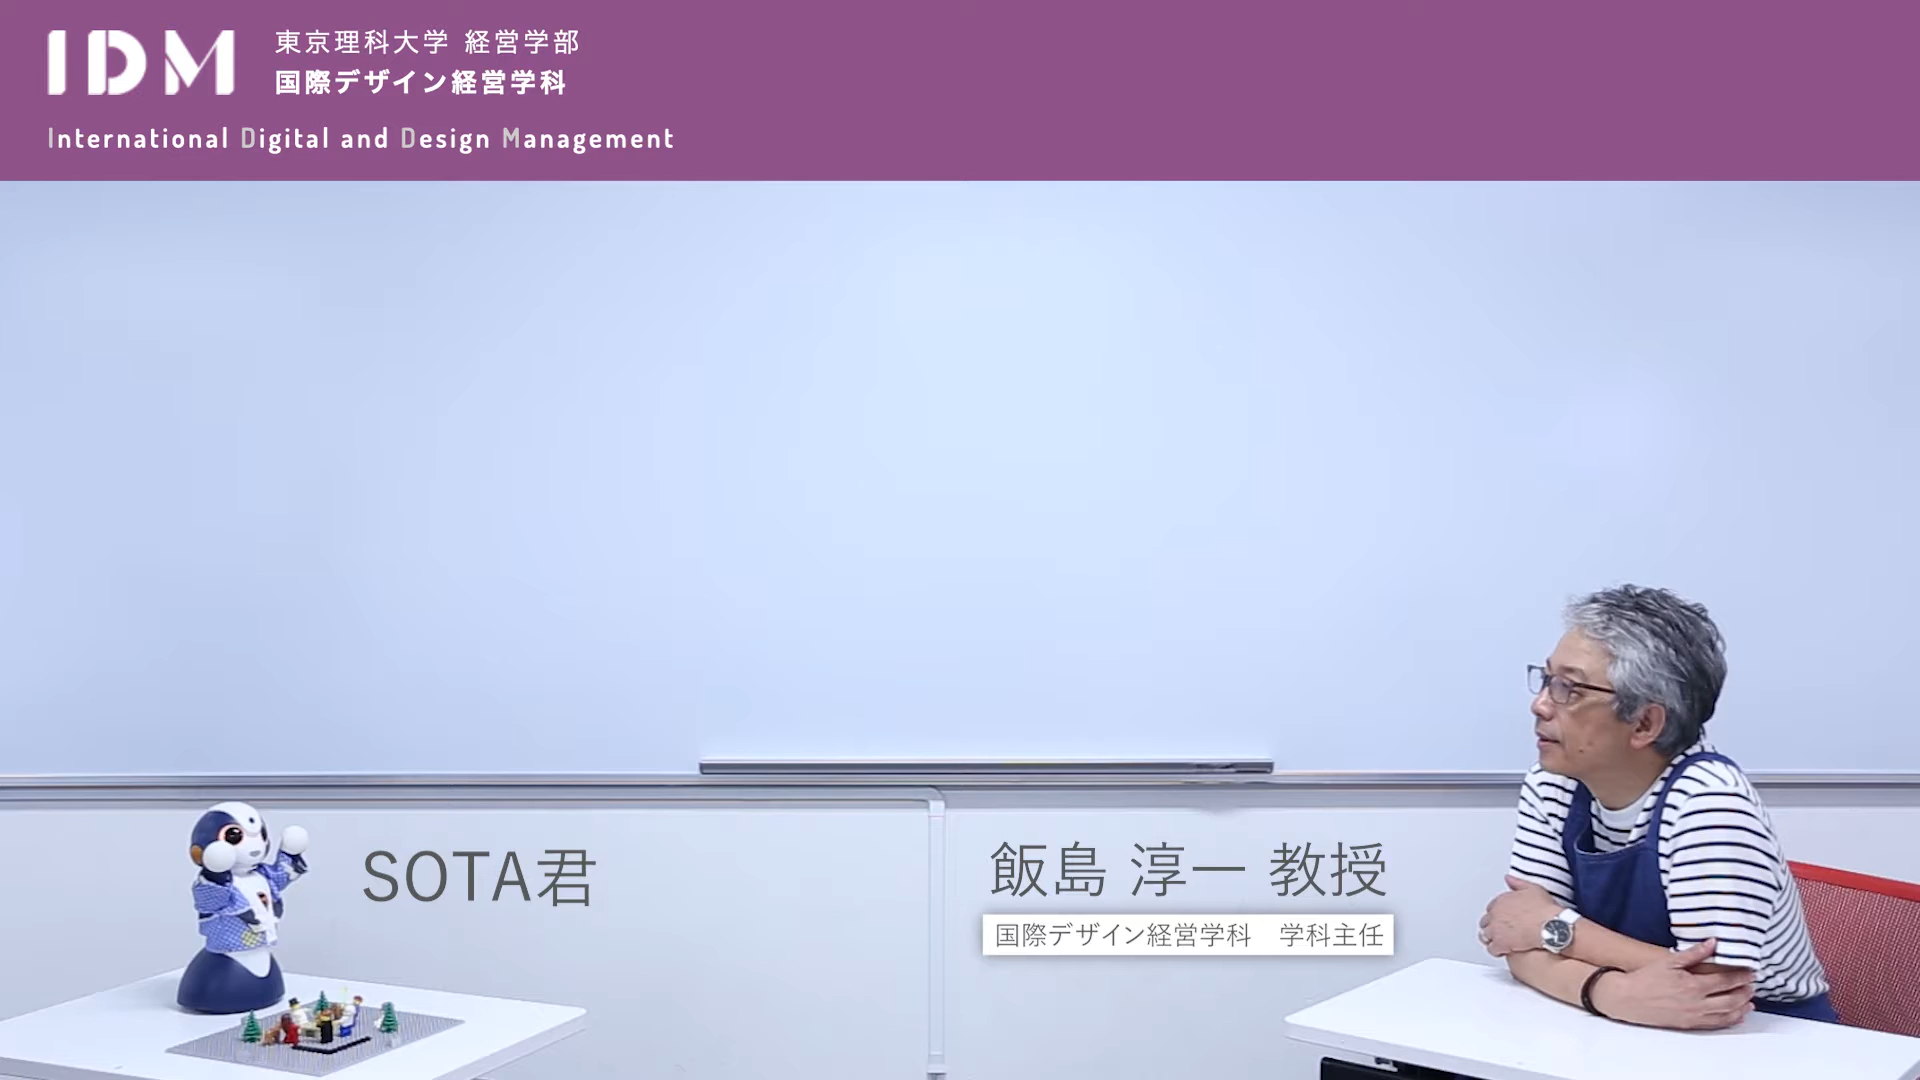 IDM
東京理科大学 経営学部
国際デザイン経営学科
International Digital and Design Management
SOTA君
飯島 淳一 教授
国際デザイン経営学科 学科主任